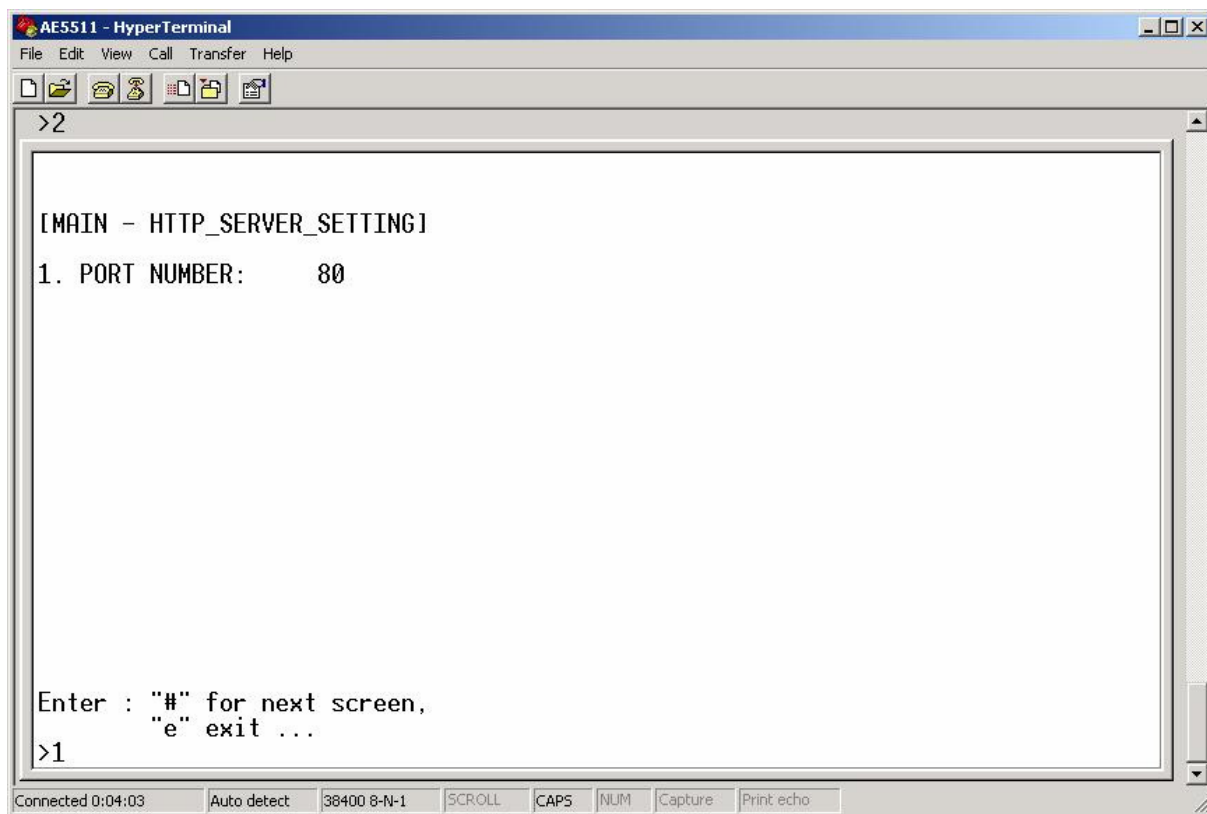 AE5511 - HyperTerminal
File Edit View Call Transfer Help
>2
[MAIN - HTTP_SERVER_SETTING]
1. PORT NUMBER: 80
Enter : "#" for next screen,
"e" exit ...
>1
Connected 0:04:03 Auto detect 38400 8-N-1 SCROLL CAPS NUM Capture Print echo